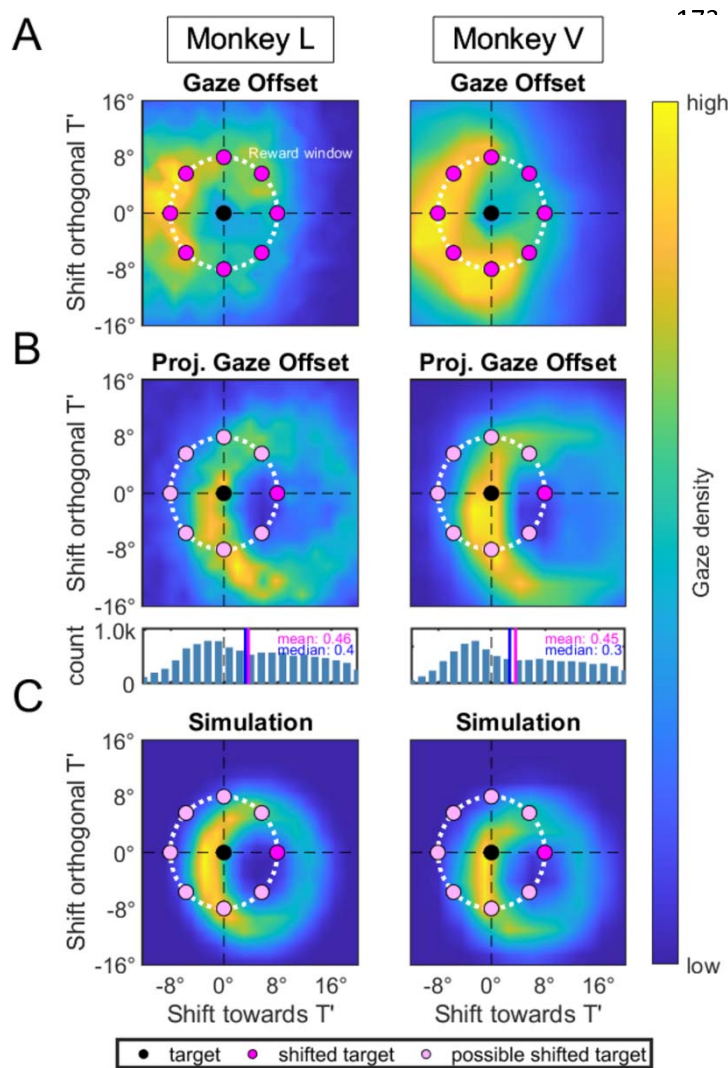 A
Monkey L
Monkey V
Gaze Offset
Gaze Offset
Shift orthogonal T'
16°
8°
0°
-8°
-16°
Reward window
high
Gaze density
low
B
Proj. Gaze Offset
Proj. Gaze Offset
Shift orthogonal T'
16°
8°
0°
-8°
-16°
count
1.0k
0
mean: 0.46
median: 0.4
mean: 0.45
median: 0.3
C
Simulation
Simulation
Shift orthogonal T'
16°
8°
0°
-8°
-16°
-8° 0° 8° 16°
-8° 0° 8° 16°
Shift towards T'
Shift towards T'
target shifted target possible shifted target